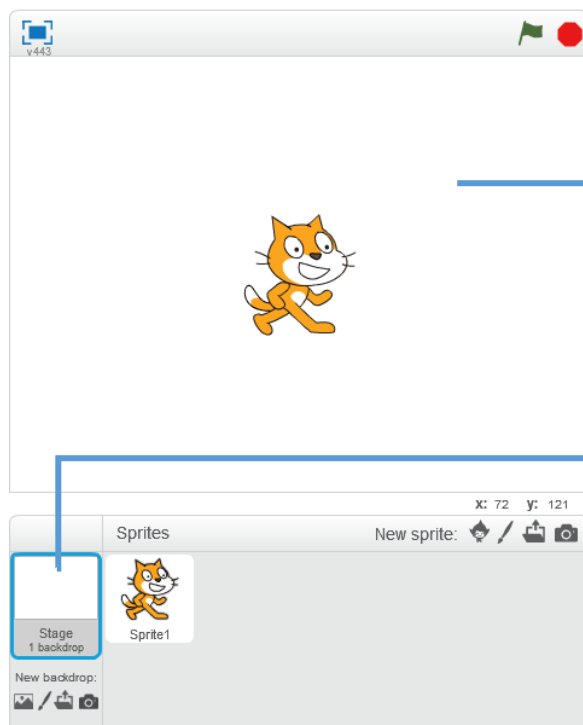 v443
x: 72 y: 121
Sprites
New sprite:
Stage
1 backdrop
Sprite1
New backdrop: